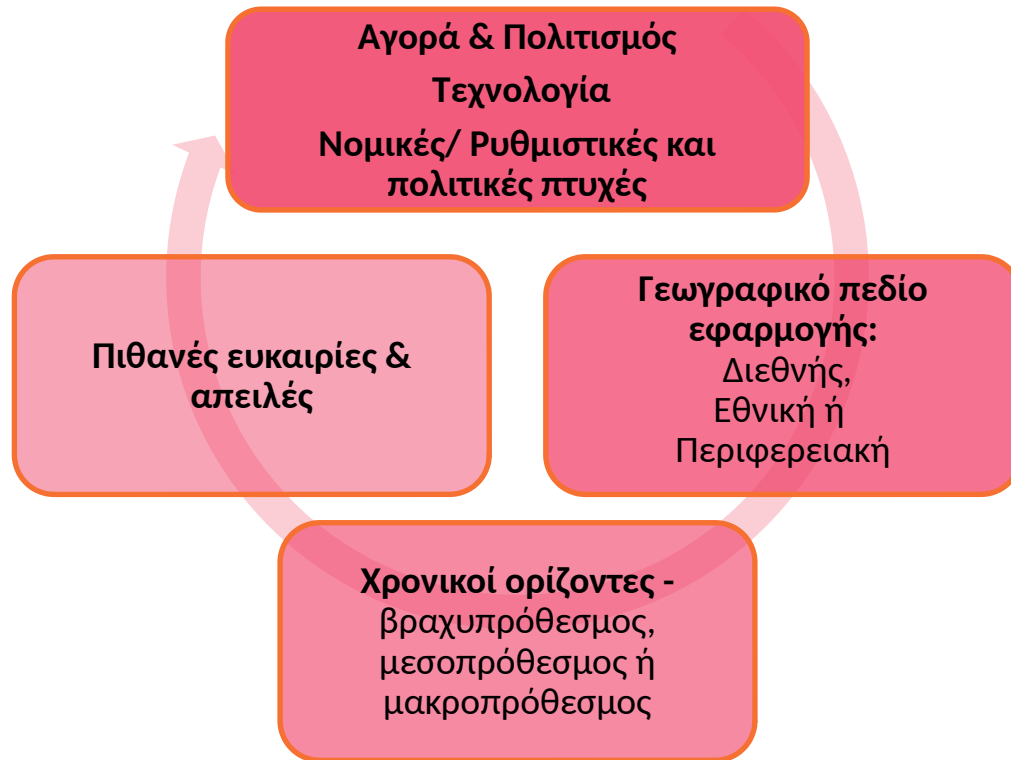 Αγορά & Πολιτισμός
Τεχνολογία
Νομικές/ Ρυθμιστικές και
πολιτικές πτυχές
Γεωγραφικό πεδίο
εφαρμογής:
Διεθνής,
Εθνική ή
Περιφερειακή
Χρονικοί ορίζοντες -
βραχυπρόθεσμος,
μεσοπρόθεσμος ή
μακροπρόθεσμος
Πιθανές ευκαιρίες &
απειλές